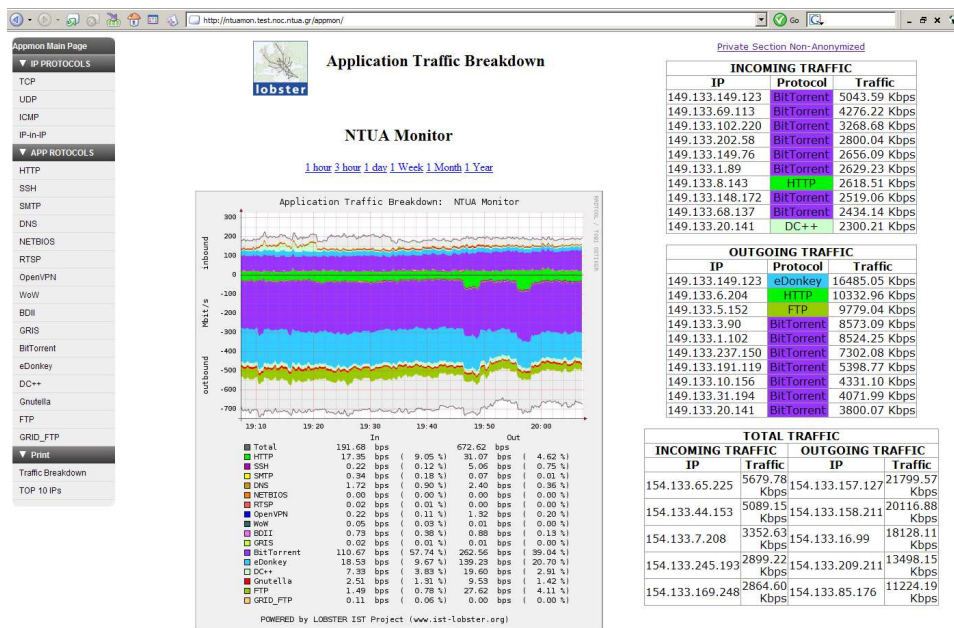 http://ntuamon.test.noc.ntua.gr/appmon/
Go
Appmon Main Page
IP PROTOCOLS
TCP
UDP
ICMP
IP-in-IP
APP ROTOCOLS
HTTP
SSH
SMTP
DNS
NETBIOS
RTSP
OpenVPN
WoW
BDII
GRIS
BitTorrent
eDonkey
DC++
Gnutella
FTP
GRID_FTP
Print
Traffic Breakdown
TOP 10 IPs
lobster
Application Traffic Breakdown
NTUA Monitor
1 hour 3 hour 1 day 1 Week 1 Month 1 Year
Application Traffic Breakdown: NTUA Monitor
RRDTOOL / TOBI OETIKER
inbound
Mbit/s
outbound
300
200
100
0
-100
-200
-300
-400
-500
-600
-700
19:10 19:20 19:30 19:40 19:50 20:00
In Out
Total 191.68 bps 672.62 bps
HTTP 17.35 bps ( 9.05 %) 31.07 bps ( 4.62 %)
SSH 0.22 bps ( 0.12 %) 5.06 bps ( 0.75 %)
SMTP 0.34 bps ( 0.18 %) 0.07 bps ( 0.01 %)
DNS 1.72 bps ( 0.90 %) 2.40 bps ( 0.36 %)
NETBIOS 0.00 bps ( 0.00 %) 0.00 bps ( 0.00 %)
RTSP 0.02 bps ( 0.01 %) 0.00 bps ( 0.00 %)
OpenVPN 0.22 bps ( 0.11 %) 1.32 bps ( 0.20 %)
WoW 0.05 bps ( 0.03 %) 0.01 bps ( 0.00 %)
BDII 0.73 bps ( 0.38 %) 0.88 bps ( 0.13 %)
GRIS 0.02 bps ( 0.01 %) 0.01 bps ( 0.00 %)
BitTorrent 110.67 bps ( 57.74 %) 262.56 bps ( 39.04 %)
eDonkey 18.53 bps ( 9.67 %) 139.23 bps ( 20.70 %)
DC++ 7.33 bps ( 3.83 %) 19.60 bps ( 2.91 %)
Gnutella 2.51 bps ( 1.31 %) 9.53 bps ( 1.42 %)
FTP 1.49 bps ( 0.78 %) 27.62 bps ( 4.11 %)
GRID_FTP 0.11 bps ( 0.06 %) 0.00 bps ( 0.00 %)
POWERED by LOBSTER IST Project (www.ist-lobster.org)
Private Section Non-Anonymized
INCOMING TRAFFIC
IP Protocol Traffic
149.133.149.123 BitTorrent 5043.59 Kbps
149.133.69.113 BitTorrent 4276.22 Kbps
149.133.102.220 BitTorrent 3268.68 Kbps
149.133.202.58 BitTorrent 2800.04 Kbps
149.133.149.76 BitTorrent 2656.09 Kbps
149.133.1.89 BitTorrent 2629.23 Kbps
149.133.8.143 HTTP 2618.51 Kbps
149.133.148.172 BitTorrent 2519.06 Kbps
149.133.68.137 BitTorrent 2434.14 Kbps
149.133.20.141 DC++ 2300.21 Kbps
OUTGOING TRAFFIC
IP Protocol Traffic
149.133.149.123 eDonkey 16485.05 Kbps
149.133.6.204 HTTP 10332.96 Kbps
149.133.5.152 FTP 9779.04 Kbps
149.133.3.90 BitTorrent 8573.09 Kbps
149.133.1.102 BitTorrent 8524.25 Kbps
149.133.237.150 BitTorrent 7302.08 Kbps
149.133.191.119 BitTorrent 5398.77 Kbps
149.133.10.156 BitTorrent 4331.10 Kbps
149.133.31.194 BitTorrent 4071.99 Kbps
149.133.20.141 BitTorrent 3800.07 Kbps
TOTAL TRAFFIC
INCOMING TRAFFIC OUTGOING TRAFFIC
IP Traffic IP Traffic
154.133.65.225 5679.78 Kbps 154.133.157.127 21799.57 Kbps
154.133.44.153 5089.15 Kbps 154.133.158.211 20116.88 Kbps
154.133.7.208 3352.63 Kbps 154.133.16.99 18128.11 Kbps
154.133.245.193 2899.22 Kbps 154.133.209.211 13498.15 Kbps
154.133.169.248 2864.60 Kbps 154.133.85.176 11224.19 Kbps